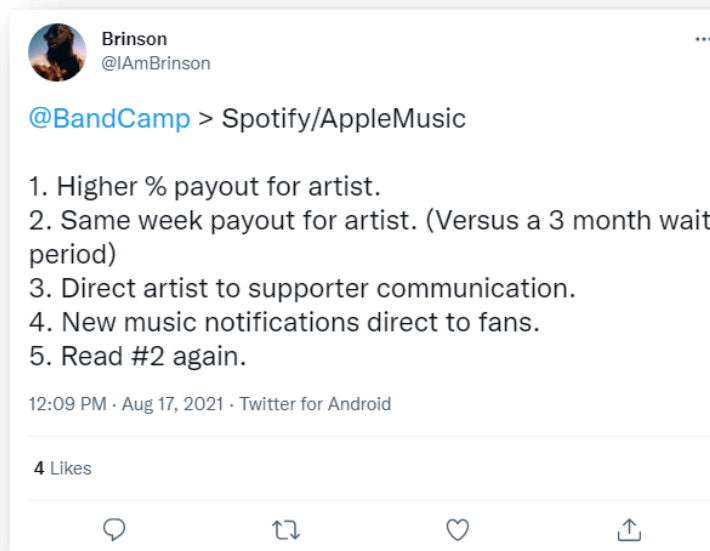 Brinson
@IAmBrinson
@BandCamp > Spotify/AppleMusic
1. Higher % payout for artist.
2. Same week payout for artist. (Versus a 3 month wait
period)
3. Direct artist to supporter communication.
4. New music notifications direct to fans.
5. Read #2 again.
12:09 PM · Aug 17, 2021 · Twitter for Android
4 Likes